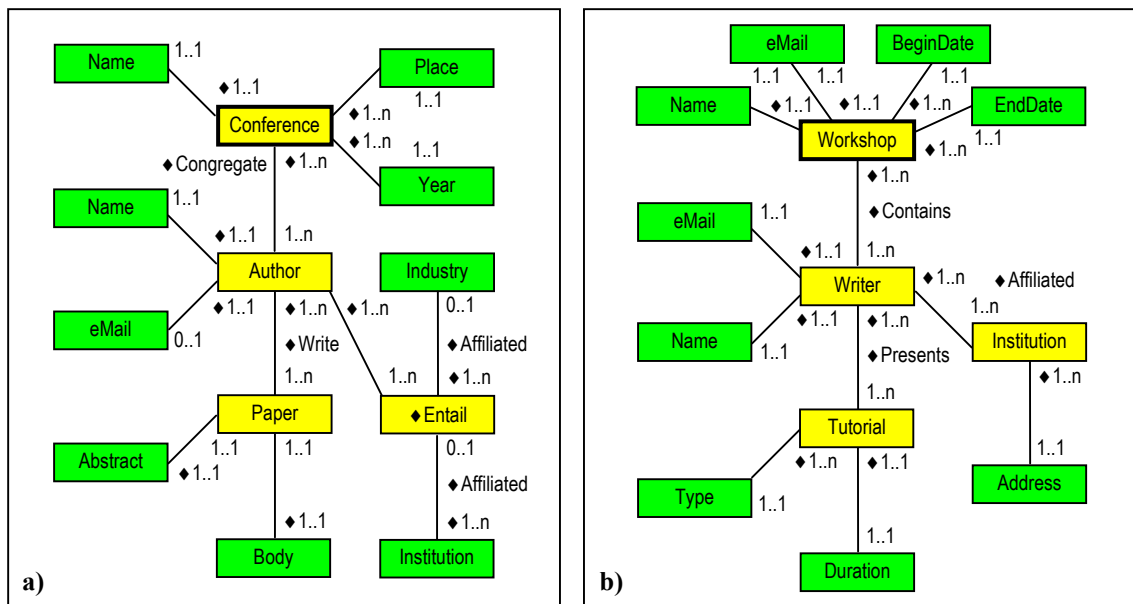 Name
1..1
Place
1..1
♦1..1
♦1..n
Conference
♦1..n
1..1
♦Congregate
♦1..n
Year
Name
1..1
♦1..1
1..n
Author
Industry
♦1..1
♦1..n
♦1..n
0..1
eMail
0..1
♦Write
♦Affiliated
1..n
1..n
♦1..n
Paper
♦Entail
1..1
1..1
0..1
Abstract
♦1..1
♦Affiliated
♦1..1
♦1..n
Body
Institution
a)
eMail
BeginDate
1..1
1..1
1..1
Name
♦1..1
♦1..1
♦1..n
EndDate
1..1
Workshop
♦1..n
♦1..n
eMail
1..1
♦Contains
♦1..1
1..n
Writer
♦1..n
♦Affiliated
1..n
♦1..1
♦1..n
Name
1..1
♦Presents
Institution
♦1..n
1..n
Tutorial
♦1..n
♦1..1
1..1
Type
1..1
Address
1..1
Duration
b)